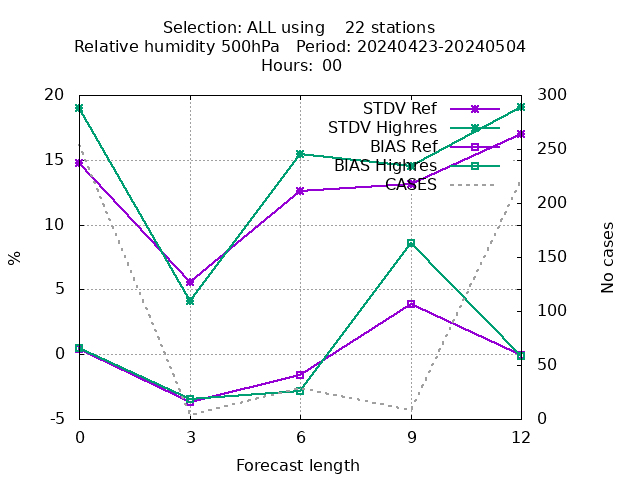 Selection: ALL using    22 stations
Relative humidity 500hPa   Period: 20240423-20240504
Hours: 00
STDV Ref
STDV Highres
BIAS Ref
BIAS Highres
CASES
20
15
10
5
0
-5
%
300
250
200
150
100
50
0
No cases
0 3 6 9 12
Forecast length